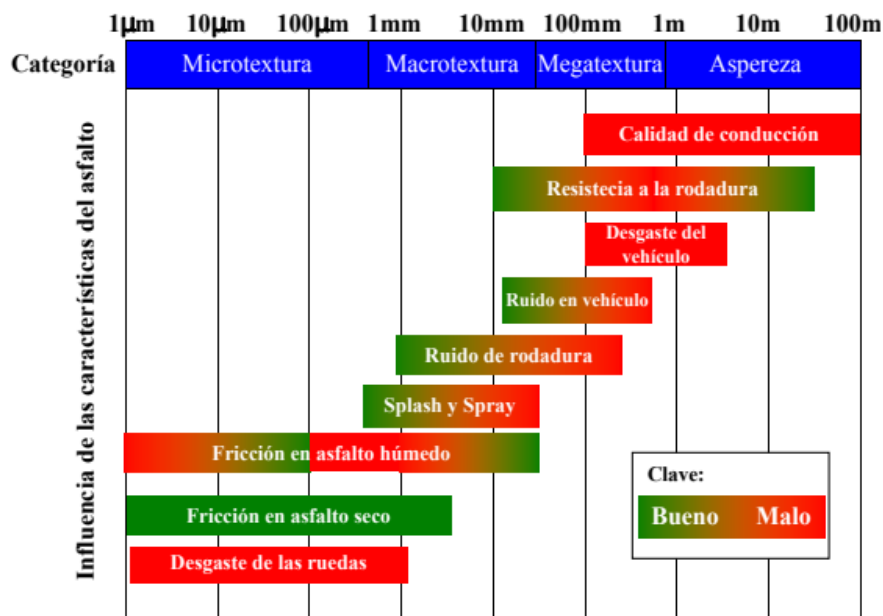 1µm 10µm 100µm 1mm 10mm 100mm 1m 10m 100m
Categoría Microtextura Macrotextura Megatextura Aspereza
Influencia de las características del asfalto
Calidad de conducción
Resistecia a la rodadura
Desgaste del
vehículo
Ruido en vehículo
Ruido de rodadura
Splash y Spray
Fricción en asfalto húmedo
Fricción en asfalto seco
Desgaste de las ruedas
Clave:
Bueno Malo